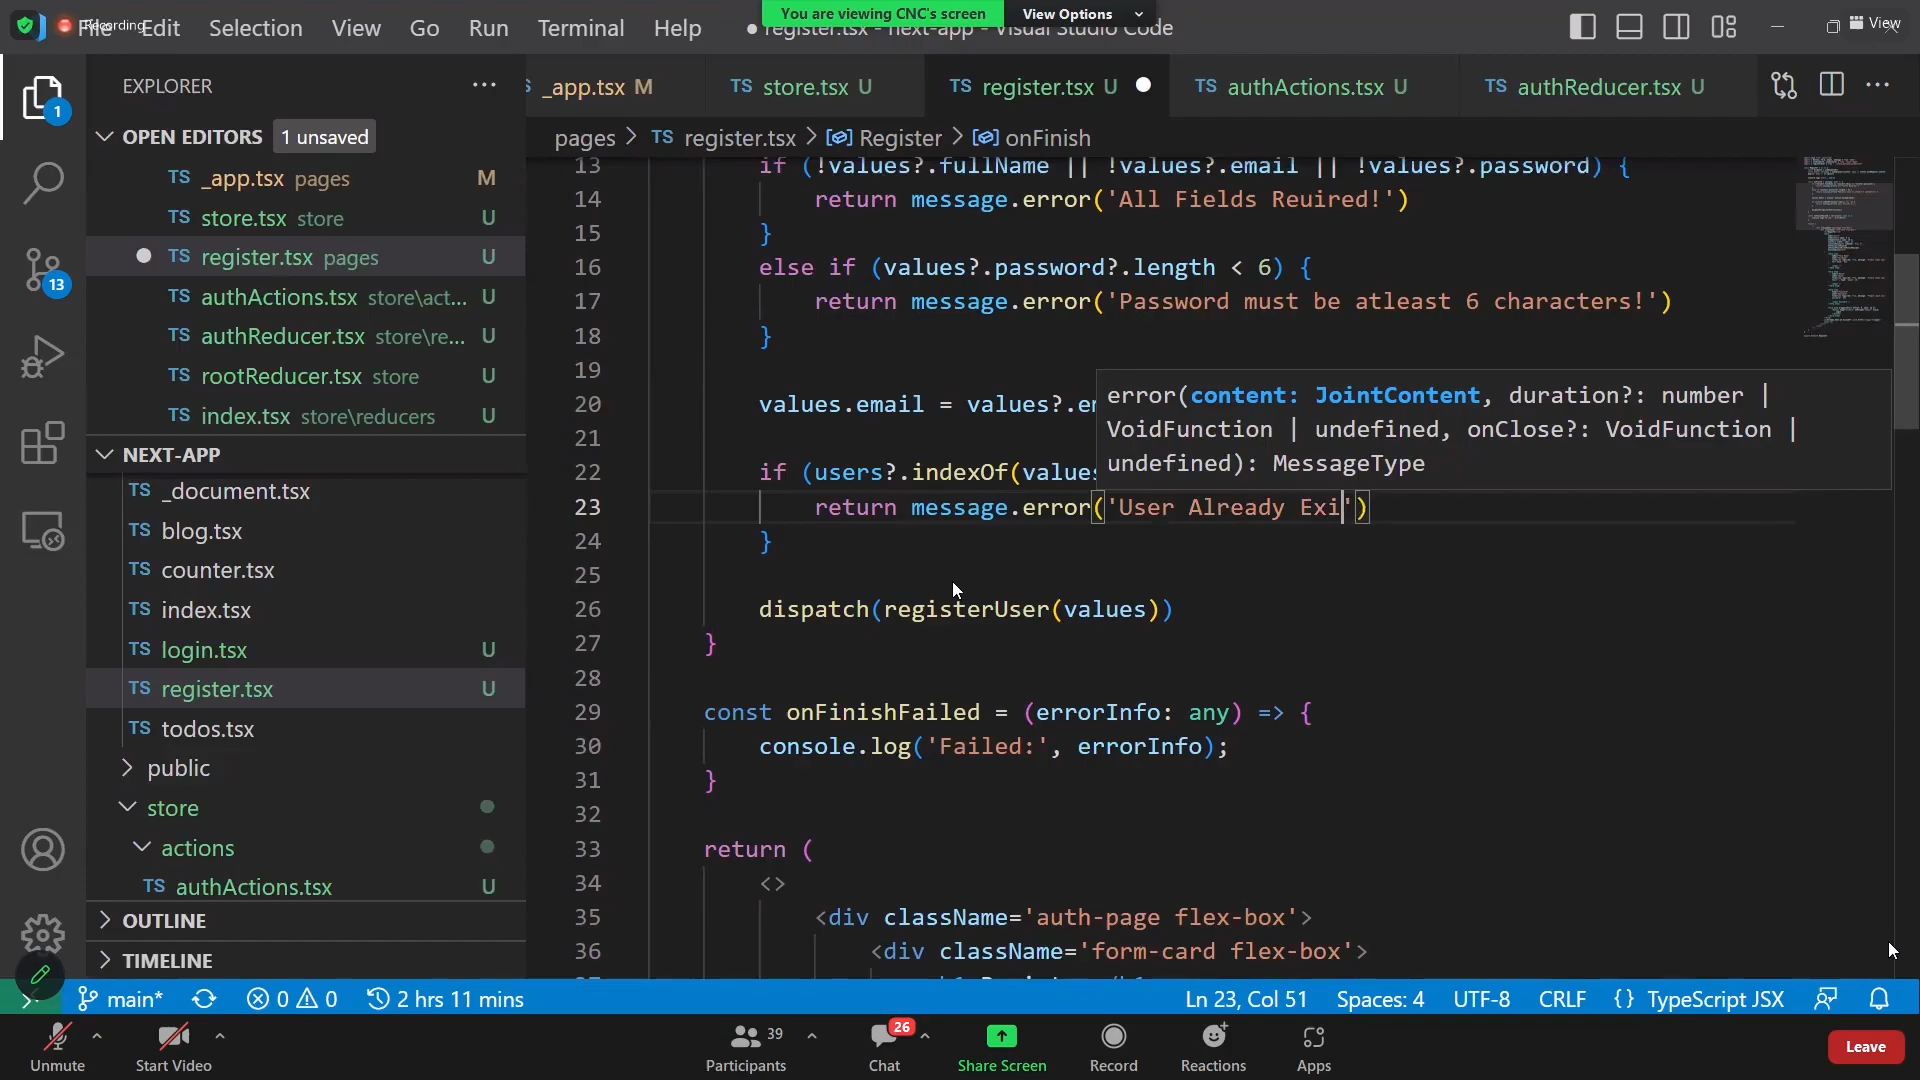 Recording
File Edit Selection View Go Run Terminal Help
You are viewing CNC's screen View Options
register.tsx - next-app - Visual Studio Code
View
EXPLORER
_app.tsx M TS store.tsx U TS register.tsx U TS authActions.tsx U TS authReducer.tsx U
OPEN EDITORS 1 unsaved
pages > TS register.tsx > Register > onFinish
TS _app.tsx pages M
TS store.tsx store U
TS register.tsx pages U
TS authActions.tsx store\act... U
TS authReducer.tsx store\re... U
TS rootReducer.tsx store U
TS index.tsx store\reducers U
NEXT-APP
TS _document.tsx
TS blog.tsx
TS counter.tsx
TS index.tsx
TS login.tsx U
TS register.tsx U
TS todos.tsx
public
store
actions
TS authActions.tsx U
OUTLINE
TIMELINE
1
13
13 if (!values?.fullName || !values?.email || !values?.password) {
14 return message.error('All Fields Reuired!')
15 }
16 else if (values?.password?.length < 6) {
17 return message.error('Password must be atleast 6 characters!')
18 }
19
20 values.email = values?.em
21
22 if (users?.indexOf(values
23 return message.error('User Already Exi')
24 }
25
26 dispatch(registerUser(values))
27 }
28
29 const onFinishFailed = (errorInfo: any) => {
30 console.log('Failed:', errorInfo);
31 }
32
33 return (
34 <>
35 <div className='auth-page flex-box'>
36 <div className='form-card flex-box'>
error(content: JointContent, duration?: number |
VoidFunction | undefined, onClose?: VoidFunction |
undefined): MessageType
main* 0 0 2 hrs 11 mins Ln 23, Col 51 Spaces: 4 UTF-8 CRLF {} TypeScript JSX
39 26
Unmute Start Video Participants Chat Share Screen Record Reactions Apps Leave